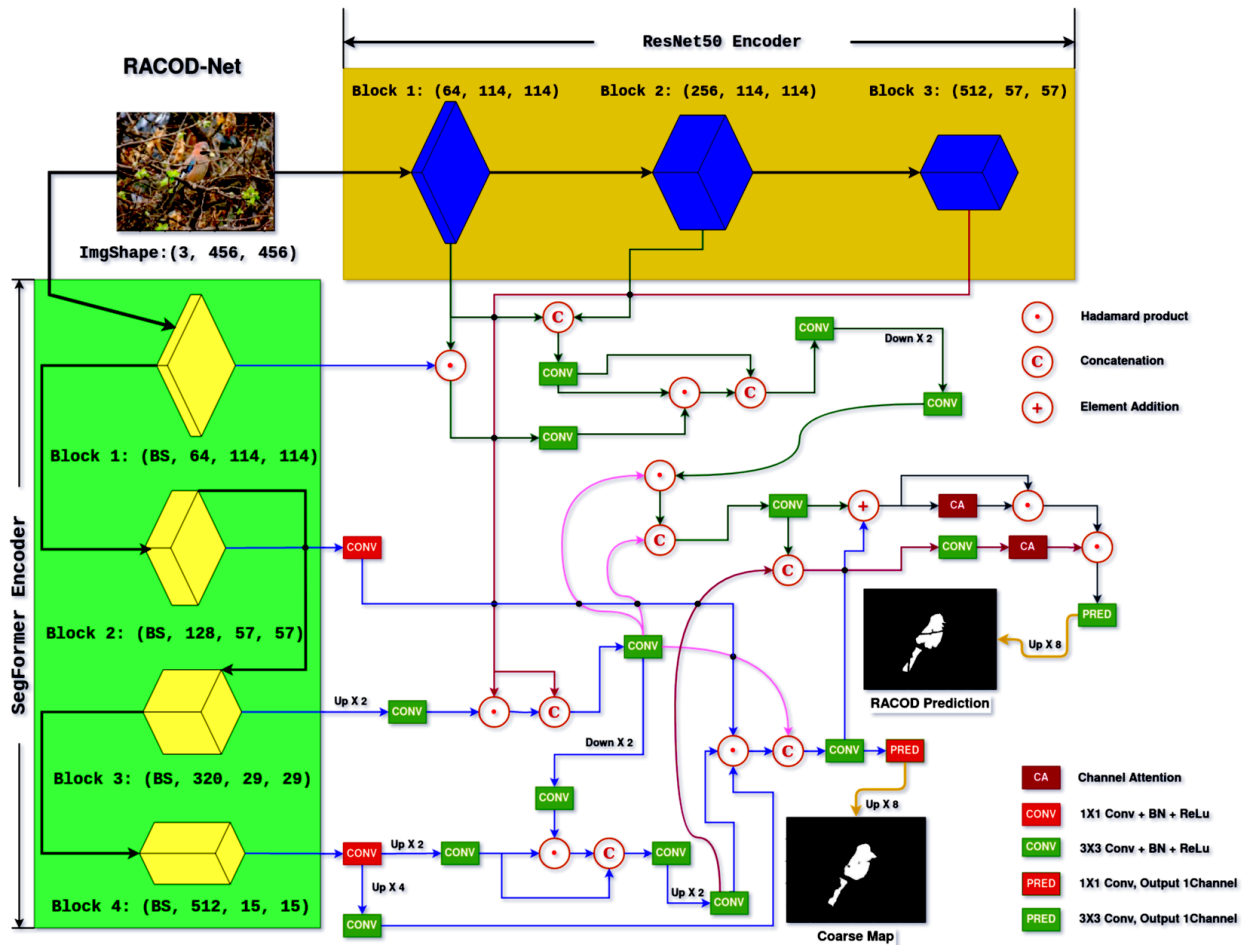 ResNet50 Encoder
RACOD-Net
Block 1: (64, 114, 114)
Block 2: (256, 114, 114)
Block 3: (512, 57, 57)
ImgShape:(3, 456, 456)
SegFormer Encoder
Block 1: (BS, 64, 114, 114)
Block 2: (BS, 128, 57, 57)
Block 3: (BS, 320, 29, 29)
Block 4: (BS, 512, 15, 15)
C
CONV
CONV
Down X 2
C
CONV
CONV
C
CONV
+
CA
C
CONV
CA
PRED
Up X 8
RACOD Prediction
CONV
CONV
Up X 2
CONV
C
Down X 2
CONV
C
CONV
PRED
Up X 8
Coarse Map
CONV
Up X 2
CONV
C
CONV
Up X 2
CONV
Up X 4
CONV
Hadamard product
C
Concatenation
+
Element Addition
CA
Channel Attention
CONV
1X1 Conv + BN + ReLu
CONV
3X3 Conv + BN + ReLu
PRED
1X1 Conv, Output 1Channel
PRED
3X3 Conv, Output 1Channel